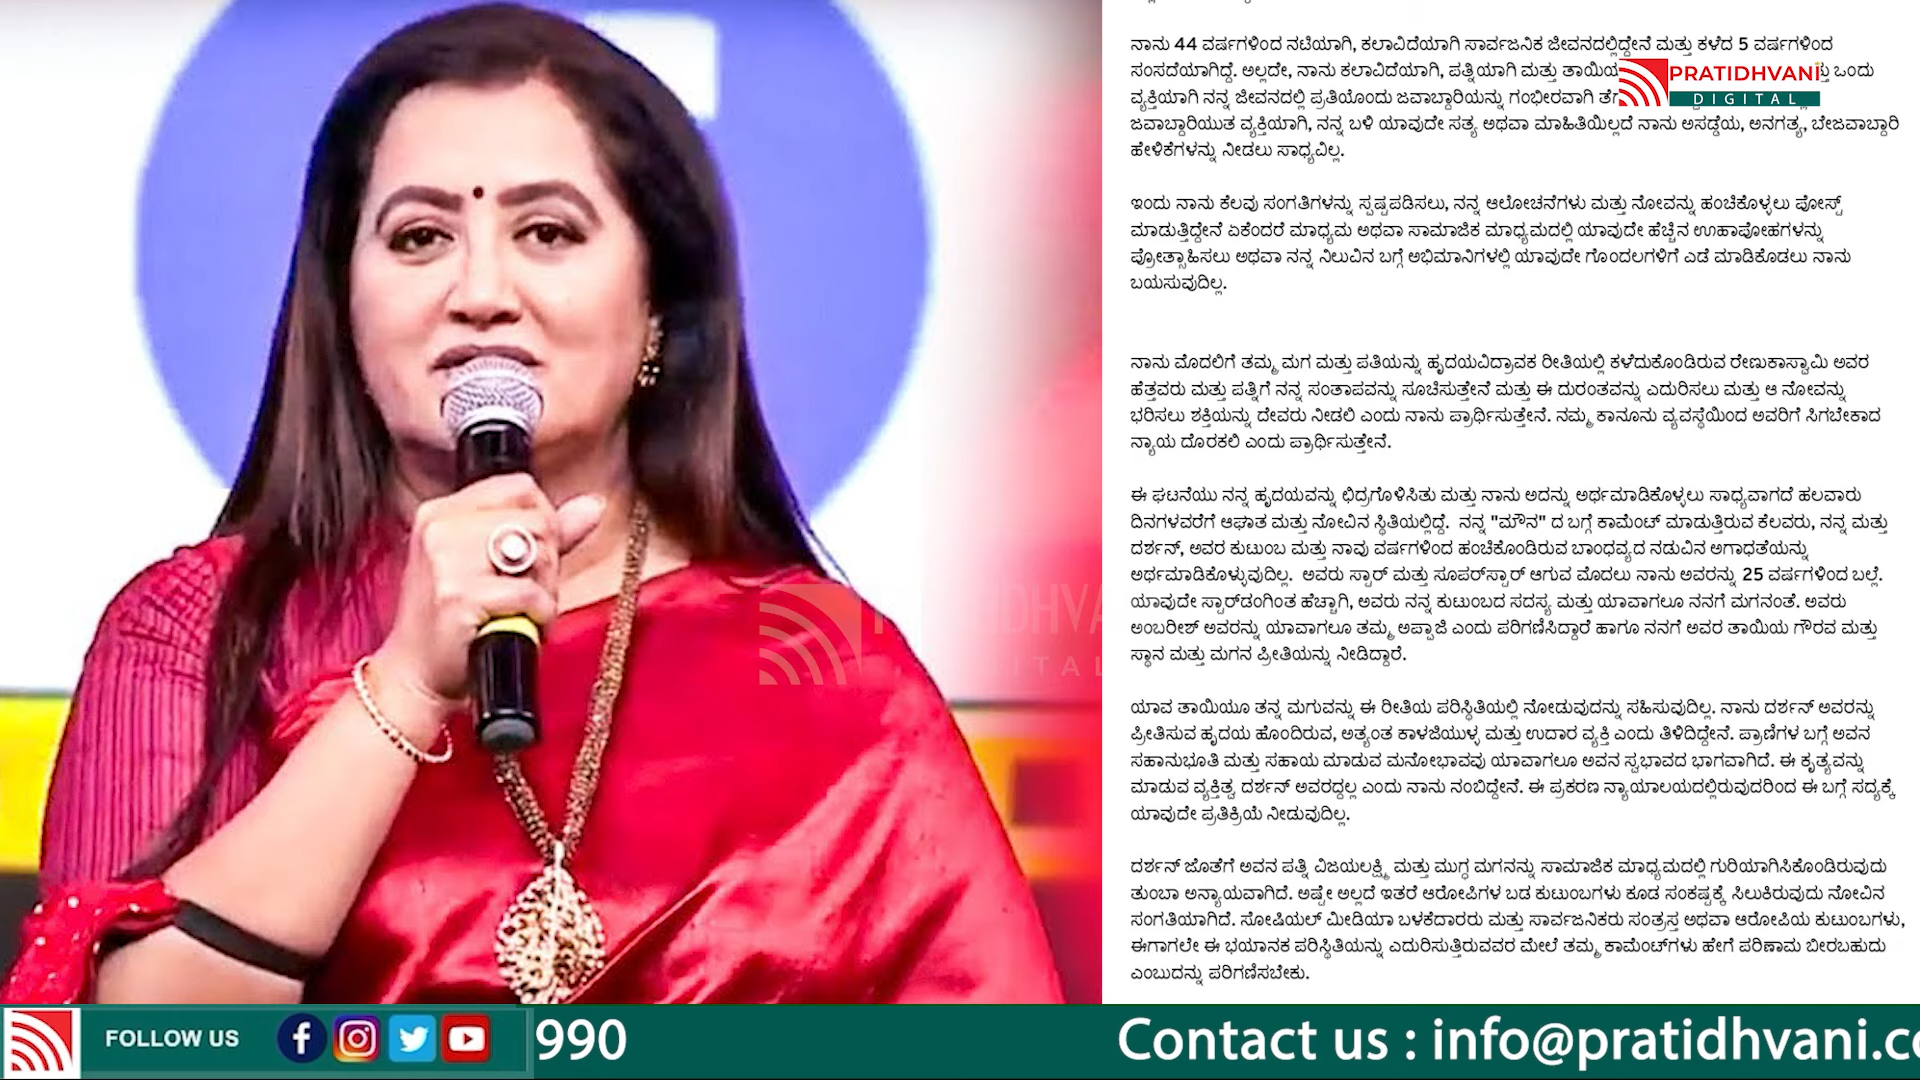 ನಾನು 44 ವರ್ಷಗಳಿಂದ ನಟಿಯಾಗಿ, ಕಲಾವಿದೆಯಾಗಿ ಸಾರ್ವಜನಿಕ ಜೀವನದಲ್ಲಿದ್ದೇನೆ ಮತ್ತು ಕಳೆದ 5 ವರ್ಷಗಳಿಂದ
ಸಂಸದೆಯಾಗಿದ್ದೆ. ಅಲ್ಲದೇ, ನಾನು ಕಲಾವಿದೆಯಾಗಿ, ಪತ್ನಿಯಾಗಿ ಮತ್ತು ಒಂದು
PRATIDHVANI
DIGITAL
ವ್ಯಕ್ತಿಯಾಗಿ ನನ್ನ ಜೀವನದಲ್ಲಿ ಪ್ರತಿಯೊಂದು ಜವಾಬ್ದಾರಿಯನ್ನು ಗಂಭೀರವಾಗಿ
ಜವಾಬ್ದಾರಿಯುತ ವ್ಯಕ್ತಿಯಾಗಿ, ನನ್ನ ಬಳಿ ಯಾವುದೇ ಸತ್ಯ ಅಥವಾ ಮಾಹಿತಿಯಿಲ್ಲದೆ ನಾನು ಅಸಡ್ಡೆಯ, ಅನಗತ್ಯ, ಬೇಜವಾಬ್ದಾರಿ
ಹೇಳಿಕೆಗಳನ್ನು ನೀಡಲು ಸಾಧ್ಯವಿಲ್ಲ.
ಇಂದು ನಾನು ಕೆಲವು ಸಂಗತಿಗಳನ್ನು ಸ್ಪಷ್ಟಪಡಿಸಲು, ನನ್ನ ಆಲೋಚನೆಗಳು ಮತ್ತು ನೋವನ್ನು ಹಂಚಿಕೊಳ್ಳಲು ಪೋಸ್ಟ್
ಮಾಡುತ್ತಿದ್ದೇನೆ ಏಕೆಂದರೆ ಮಾಧ್ಯಮ ಅಥವಾ ಸಾಮಾಜಿಕ ಮಾಧ್ಯಮದಲ್ಲಿ ಯಾವುದೇ ಹೆಚ್ಚಿನ ಉಹಾಪೋಹಗಳನ್ನು
ಪ್ರೋತ್ಸಾಹಿಸಲು ಅಥವಾ ನನ್ನ ನಿಲುವಿನ ಬಗ್ಗೆ ಅಭಿಮಾನಿಗಳಲ್ಲಿ ಯಾವುದೇ ಗೊಂದಲಗಳಿಗೆ ಎಡೆ ಮಾಡಿಕೊಡಲು ನಾನು
ಬಯಸುವುದಿಲ್ಲ.
ನಾನು ಮೊದಲಿಗೆ ತಮ್ಮ ಮಗ ಮತ್ತು ಪತಿಯನ್ನು ಹೃದಯವಿದ್ರಾವಕ ರೀತಿಯಲ್ಲಿ ಕಳೆದುಕೊಂಡಿರುವ ರೇಣುಕಾಸ್ವಾಮಿ ಅವರ
ಹೆತ್ತವರು ಮತ್ತು ಪತ್ನಿಗೆ ನನ್ನ ಸಂತಾಪವನ್ನು ಸೂಚಿಸುತ್ತೇನೆ ಮತ್ತು ಈ ದುರಂತವನ್ನು ಎದುರಿಸಲು ಮತ್ತು ಆ ನೋವನ್ನು
ಭರಿಸಲು ಶಕ್ತಿಯನ್ನು ದೇವರು ನೀಡಲಿ ಎಂದು ನಾನು ಪ್ರಾರ್ಥಿಸುತ್ತೇನೆ. ನಮ್ಮ ಕಾನೂನು ವ್ಯವಸ್ಥೆಯಿಂದ ಅವರಿಗೆ ಸಿಗಬೇಕಾದ
ನ್ಯಾಯ ದೊರಕಲಿ ಎಂದು ಪ್ರಾರ್ಥಿಸುತ್ತೇನೆ.
ಈ ಘಟನೆಯು ನನ್ನ ಹೃದಯವನ್ನು ಛಿದ್ರಗೊಳಿಸಿತು ಮತ್ತು ನಾನು ಅದನ್ನು ಅರ್ಥಮಾಡಿಕೊಳ್ಳಲು ಸಾಧ್ಯವಾಗದೆ ಹಲವಾರು
ದಿನಗಳವರೆಗೆ ಆಘಾತ ಮತ್ತು ನೋವಿನ ಸ್ಥಿತಿಯಲ್ಲಿದ್ದೆ. ನನ್ನ "ಮೌನ" ದ ಬಗ್ಗೆ ಕಾಮೆಂಟ್ ಮಾಡುತ್ತಿರುವ ಕೆಲವರು, ನನ್ನ ಮತ್ತು
ದರ್ಶನ್, ಅವರ ಕುಟುಂಬ ಮತ್ತು ನಾವು ವರ್ಷಗಳಿಂದ ಹಂಚಿಕೊಂಡಿರುವ ಬಾಂಧವ್ಯದ ನಡುವಿನ ಅಗಾಧತೆಯನ್ನು
ಅರ್ಥಮಾಡಿಕೊಳ್ಳುವುದಿಲ್ಲ. ಅವರು ಸ್ಟಾರ್ ಮತ್ತು ಸೂಪರ್‌ಸ್ಟಾರ್ ಆಗುವ ಮೊದಲು ನಾನು ಅವರನ್ನು 25 ವರ್ಷಗಳಿಂದ ಬಲ್ಲೆ.
ಯಾವುದೇ ಸ್ಟಾರ್‌ಡಂಗಿಂತ ಹೆಚ್ಚಾಗಿ, ಅವರು ನನ್ನ ಕುಟುಂಬದ ಸದಸ್ಯ ಮತ್ತು ಯಾವಾಗಲೂ ನನಗೆ ಮಗನಂತೆ. ಅವರು
ಅಂಬರೀಶ್ ಅವರನ್ನು ಯಾವಾಗಲೂ ತಮ್ಮ ಅಪ್ಪಾಜಿ ಎಂದು ಪರಿಗಣಿಸಿದ್ದಾರೆ ಹಾಗೂ ನನಗೆ ಅವರ ತಾಯಿಯ ಗೌರವ ಮತ್ತು
ಸ್ಥಾನ ಮತ್ತು ಮಗನ ಪ್ರೀತಿಯನ್ನು ನೀಡಿದ್ದಾರೆ.
ಯಾವ ತಾಯಿಯೂ ತನ್ನ ಮಗುವನ್ನು ಈ ರೀತಿಯ ಪರಿಸ್ಥಿತಿಯಲ್ಲಿ ನೋಡುವುದನ್ನು ಸಹಿಸುವುದಿಲ್ಲ. ನಾನು ದರ್ಶನ್ ಅವರನ್ನು
ಪ್ರೀತಿಸುವ ಹೃದಯ ಹೊಂದಿರುವ, ಅತ್ಯಂತ ಕಾಳಜಿಯುಳ್ಳ ಮತ್ತು ಉದಾರ ವ್ಯಕ್ತಿ ಎಂದು ತಿಳಿದಿದ್ದೇನೆ. ಪ್ರಾಣಿಗಳ ಬಗ್ಗೆ ಅವನ
ಸಹಾನುಭೂತಿ ಮತ್ತು ಸಹಾಯ ಮಾಡುವ ಮನೋಭಾವವು ಯಾವಾಗಲೂ ಅವನ ಸ್ವಭಾವದ ಭಾಗವಾಗಿದೆ. ಈ ಕೃತ್ಯವನ್ನು
ಮಾಡುವ ವ್ಯಕ್ತಿತ್ವ ದರ್ಶನ್ ಅವರದ್ದಲ್ಲ ಎಂದು ನಾನು ನಂಬಿದ್ದೇನೆ. ಈ ಪ್ರಕರಣ ನ್ಯಾಯಾಲಯದಲ್ಲಿರುವುದರಿಂದ ಈ ಬಗ್ಗೆ ಸದ್ಯಕ್ಕೆ
ಯಾವುದೇ ಪ್ರತಿಕ್ರಿಯೆ ನೀಡುವುದಿಲ್ಲ.
ದರ್ಶನ್ ಜೊತೆಗೆ ಅವನ ಪತ್ನಿ ವಿಜಯಲಕ್ಷ್ಮಿ ಮತ್ತು ಮುಗ್ಧ ಮಗನನ್ನು ಸಾಮಾಜಿಕ ಮಾಧ್ಯಮದಲ್ಲಿ ಗುರಿಯಾಗಿಸಿಕೊಂಡಿರುವುದು
ತುಂಬಾ ಅನ್ಯಾಯವಾಗಿದೆ. ಅಷ್ಟೇ ಅಲ್ಲದೆ ಇತರೆ ಆರೋಪಿಗಳ ಬಡ ಕುಟುಂಬಗಳು ಕೂಡ ಸಂಕಷ್ಟಕ್ಕೆ ಸಿಲುಕಿರುವುದು ನೋವಿನ
ಸಂಗತಿಯಾಗಿದೆ. ಸೋಷಿಯಲ್ ಮೀಡಿಯಾ ಬಳಕೆದಾರರು ಮತ್ತು ಸಾರ್ವಜನಿಕರು ಸಂತ್ರಸ್ತ ಅಥವಾ ಆರೋಪಿಯ ಕುಟುಂಬಗಳು,
ಈಗಾಗಲೇ ಈ ಭಯಾನಕ ಪರಿಸ್ಥಿತಿಯನ್ನು ಎದುರಿಸುತ್ತಿರುವವರ ಮೇಲೆ ತಮ್ಮ ಕಾಮೆಂಟ್‌ಗಳು ಹೇಗೆ ಪರಿಣಾಮ ಬೀರಬಹುದು
ಎಂಬುದನ್ನು ಪರಿಗಣಿಸಬೇಕು.
FOLLOW US
990
Contact us : info@pratidhvani.co